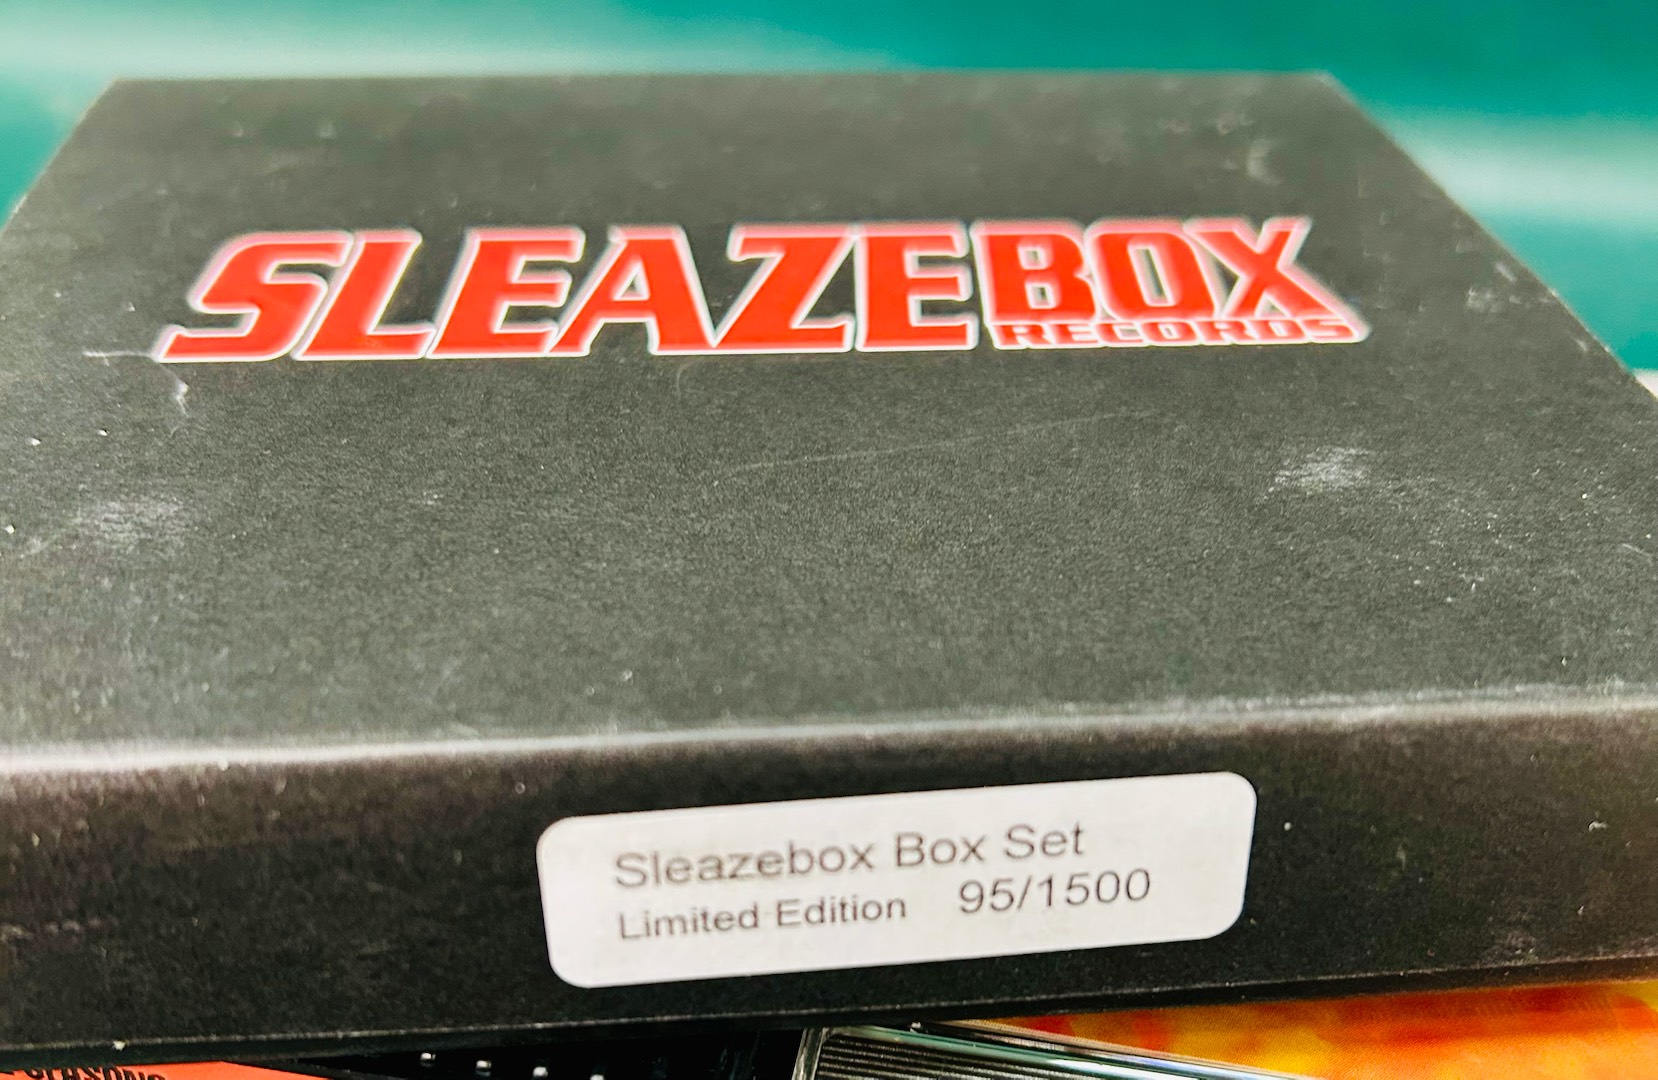 SLEAZEBOX
RECORDS
Sleazebox Box Set
Limited Edition 95/1500